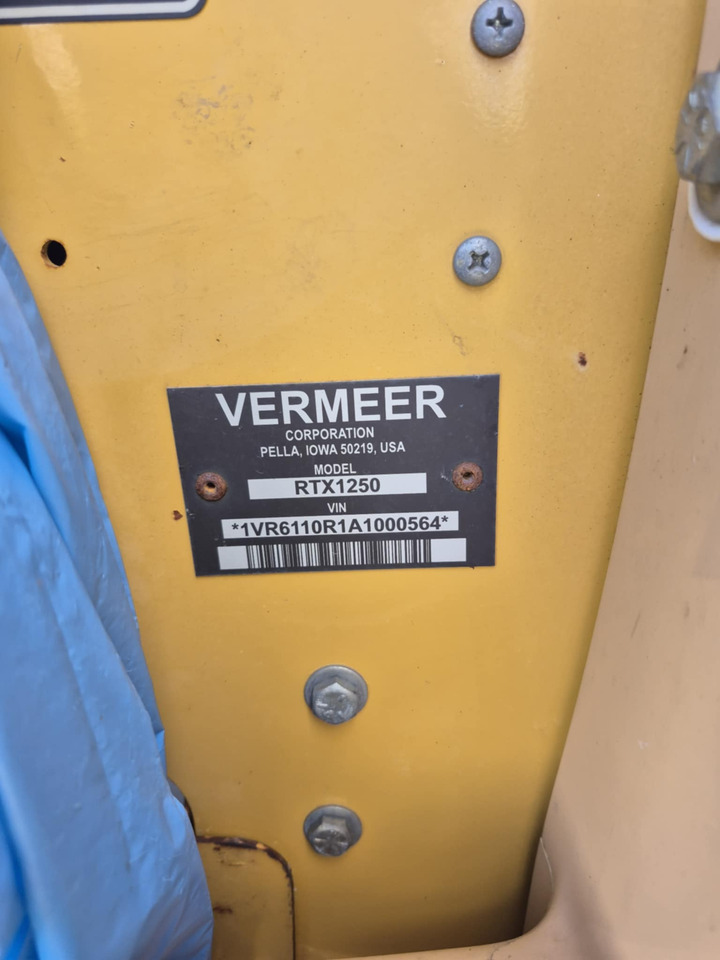 VERMEER
CORPORATION
PELLA, IOWA 50219, USA
MODEL
RTX1250
VIN
*1VR6110R1A1000564*